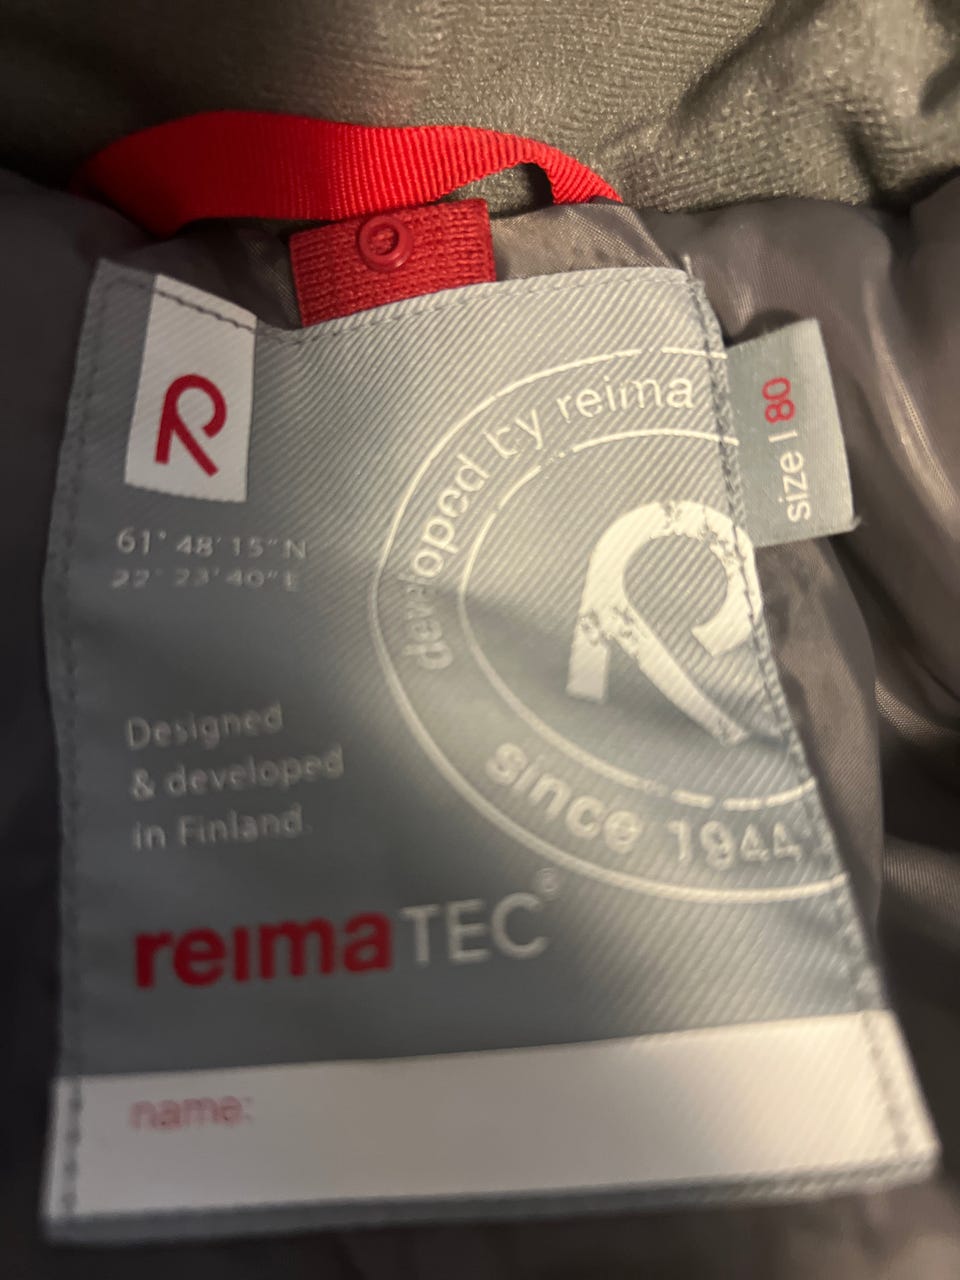 developed by reima
size | 80
61° 48' 15" N
22° 23' 40" E
Designed
& developed
in Finland.
since 1944
reimaTEC®
name: